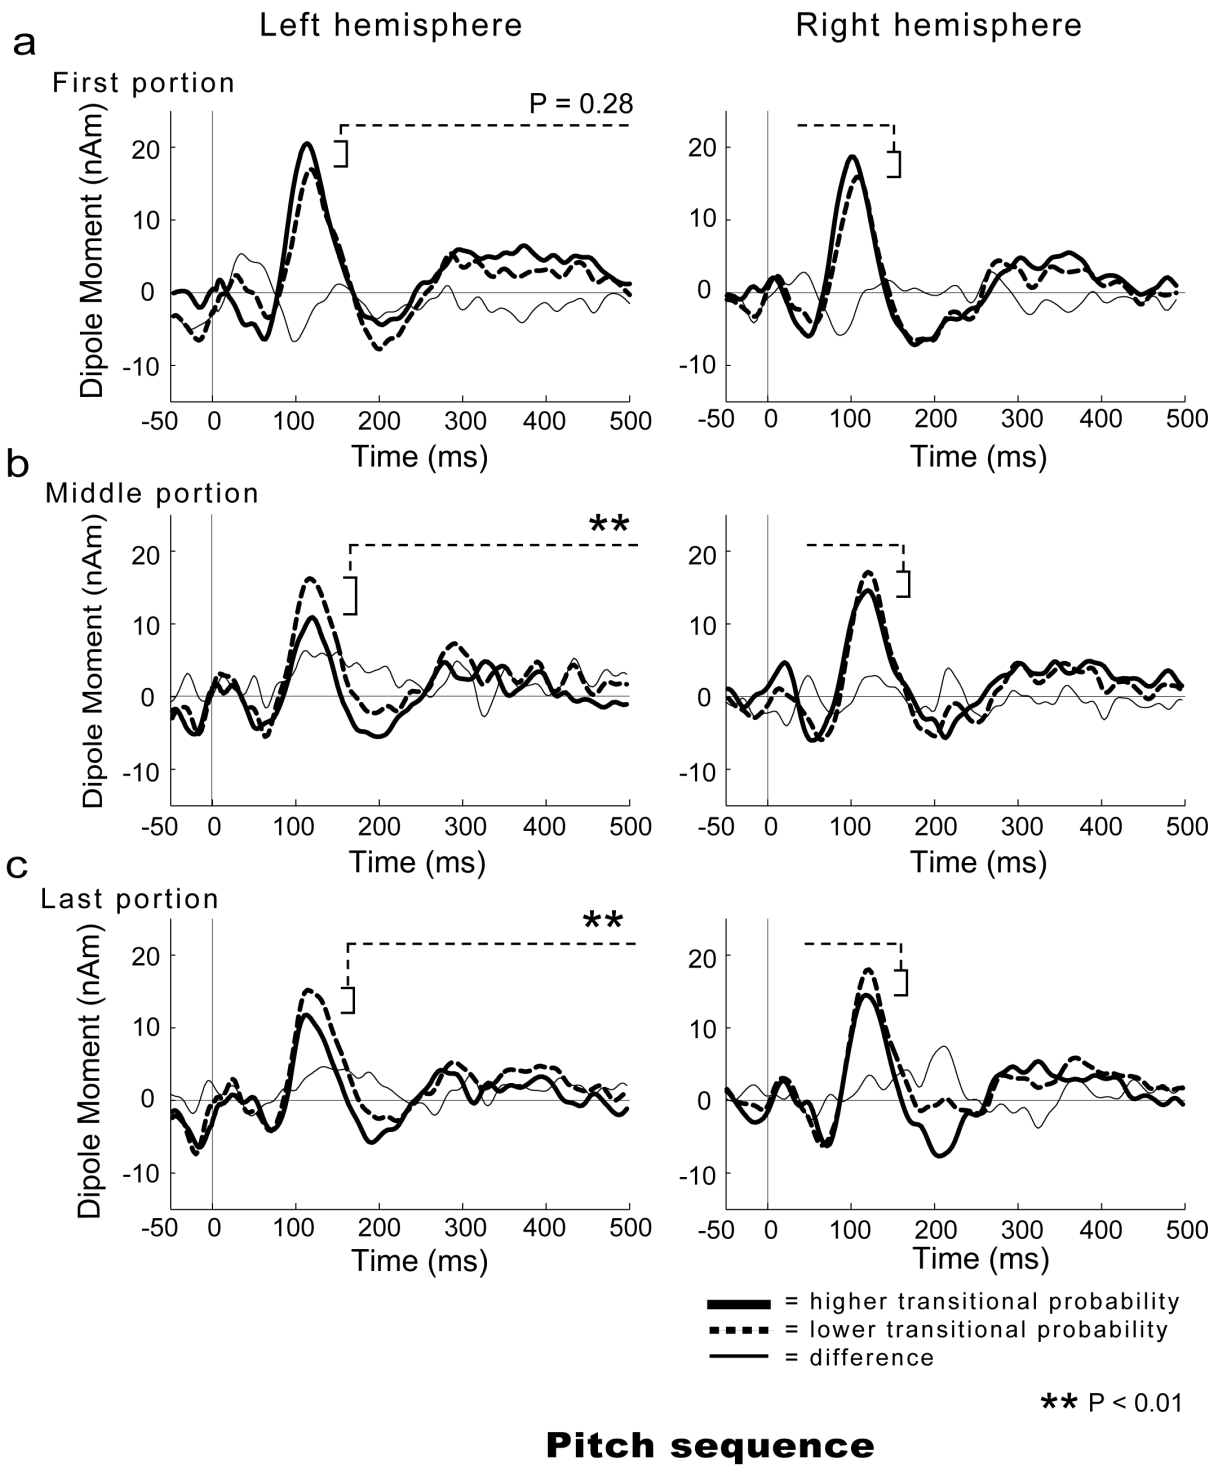 Left hemisphere
Right hemisphere
a
First portion
P = 0.28
Dipole Moment (nAm)
20
10
0
-10
-50 0 100 200 300 400 500
Time (ms)
20
10
0
-10
-50 0 100 200 300 400 500
Time (ms)
b
Middle portion
**
Dipole Moment (nAm)
20
10
0
-10
-50 0 100 200 300 400 500
Time (ms)
20
10
0
-10
-50 0 100 200 300 400 500
Time (ms)
c
Last portion
**
Dipole Moment (nAm)
20
10
0
-10
-50 0 100 200 300 400 500
Time (ms)
20
10
0
-10
-50 0 100 200 300 400 500
Time (ms)
= higher transitional probability
= lower transitional probability
= difference
** P < 0.01
Pitch sequence